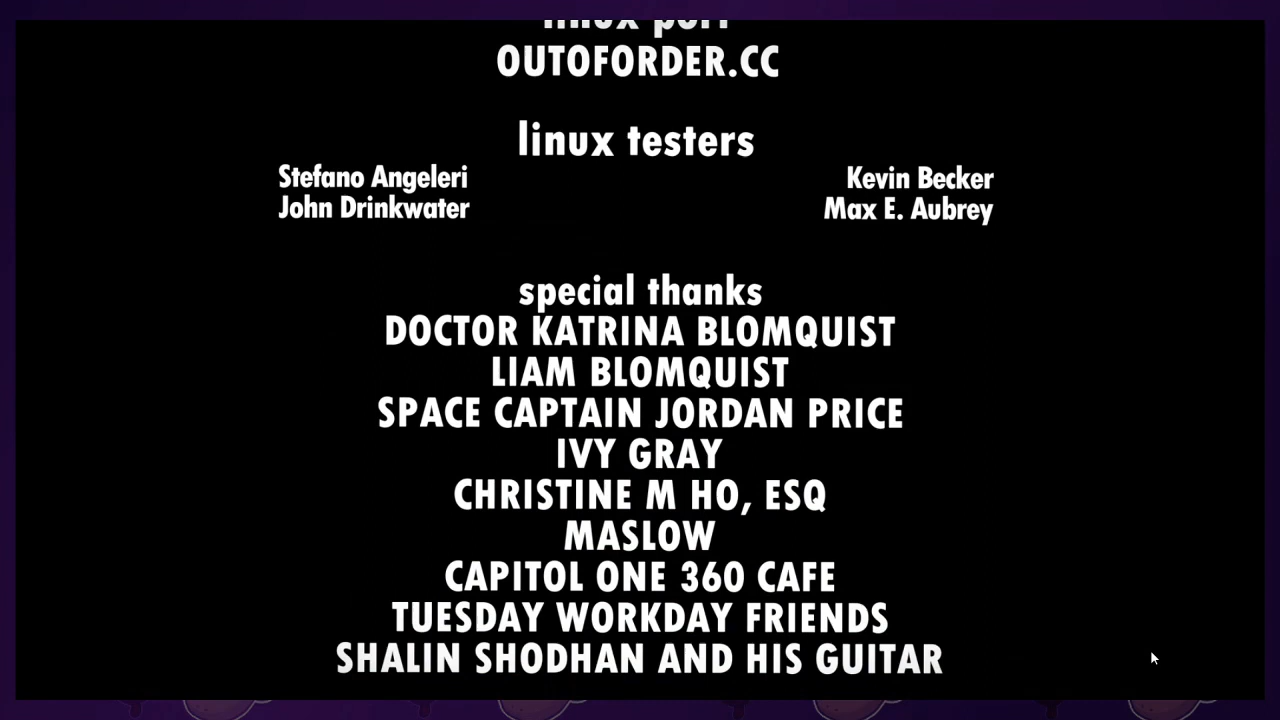 linux port
OUTOFORDER.CC
linux testers
Stefano Angeleri
Kevin Becker
John Drinkwater
Max E. Aubrey
special thanks
DOCTOR KATRINA BLOMQUIST
LIAM BLOMQUIST
SPACE CAPTAIN JORDAN PRICE
IVY GRAY
CHRISTINE M HO, ESQ
MASLOW
CAPITOL ONE 360 CAFE
TUESDAY WORKDAY FRIENDS
SHALIN SHODHAN AND HIS GUITAR